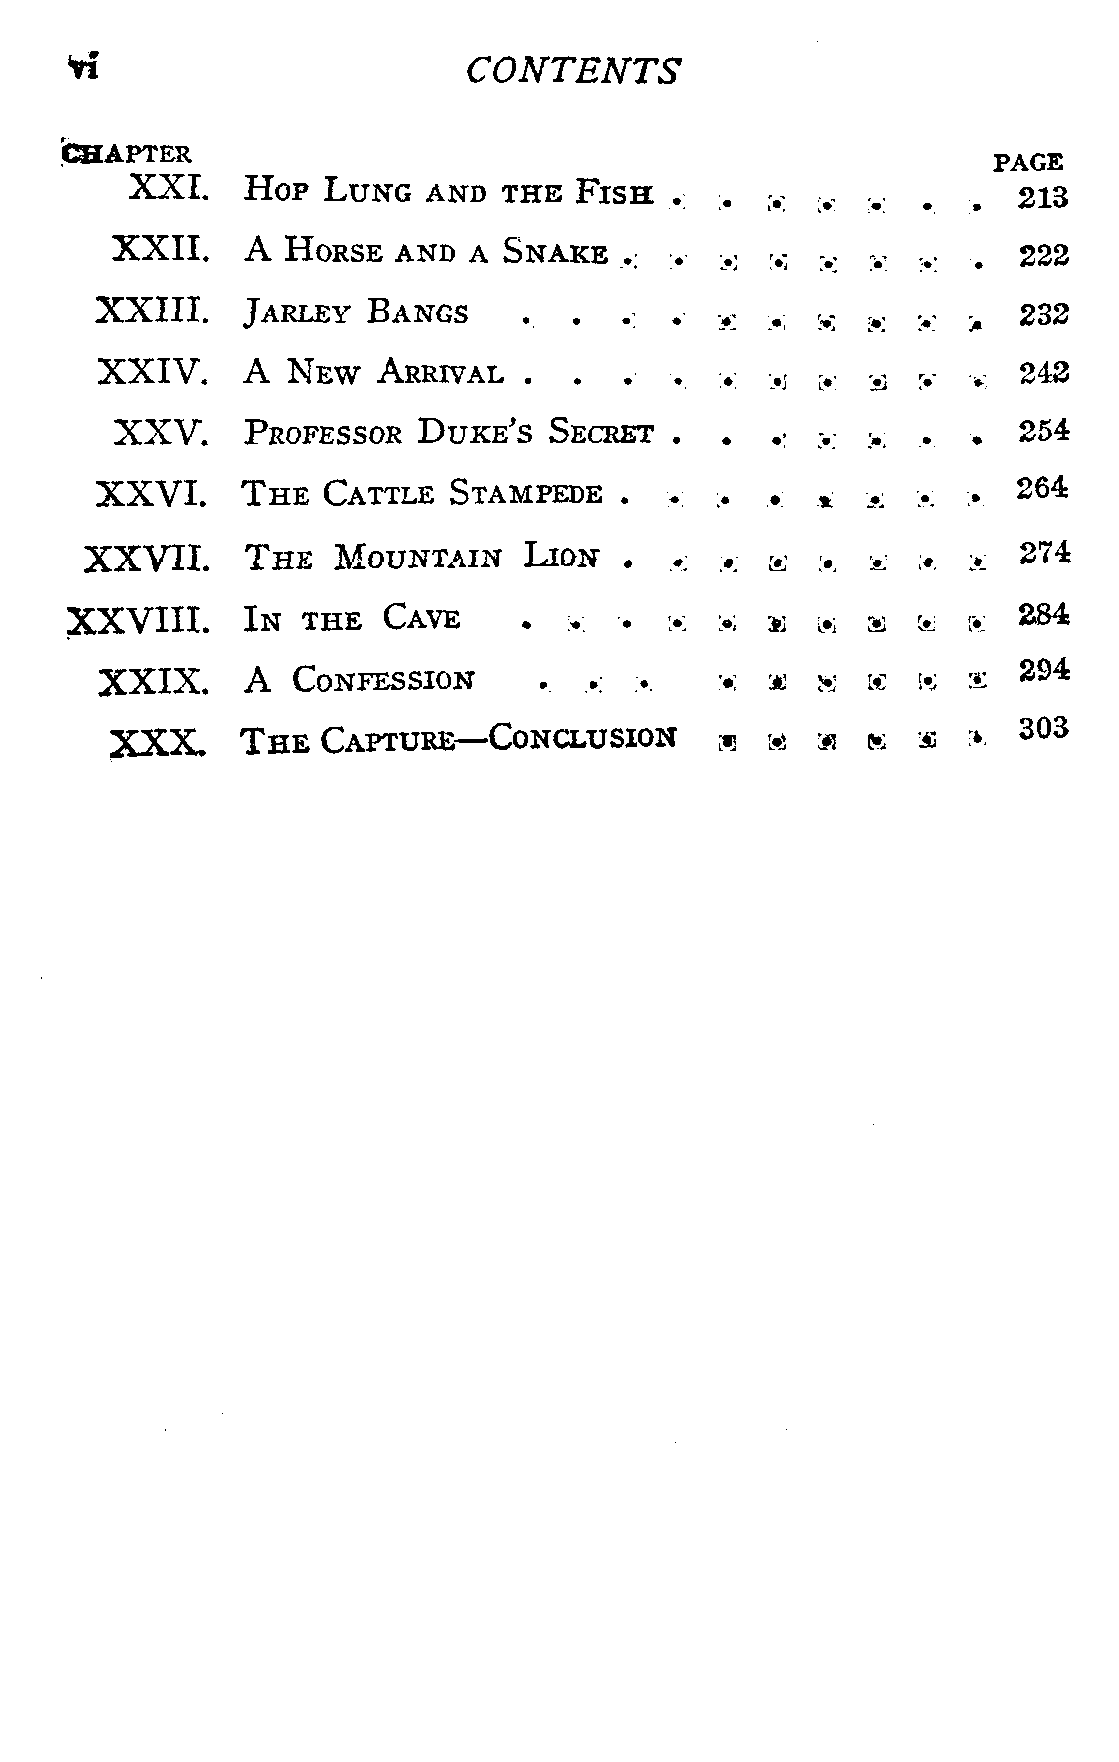 vi CONTENTS
CHAPTER PAGE
XXI. HOP LUNG AND THE FISH . . . . . . . 213
XXII. A HORSE AND A SNAKE . . . . . . . . 222
XXIII. JARLEY BANGS . . . . . . . . . . 232
XXIV. A NEW ARRIVAL . . . . . . . . . . 242
XXV. PROFESSOR DUKE'S SECRET . . . . . . . 254
XXVI. THE CATTLE STAMPEDE . . . . . . . . 264
XXVII. THE MOUNTAIN LION . . . . . . . . 274
XXVIII. IN THE CAVE . . . . . . . . . . 284
XXIX. A CONFESSION . . . . . . . . . 294
XXX. THE CAPTURE—CONCLUSION . . . . . . 303